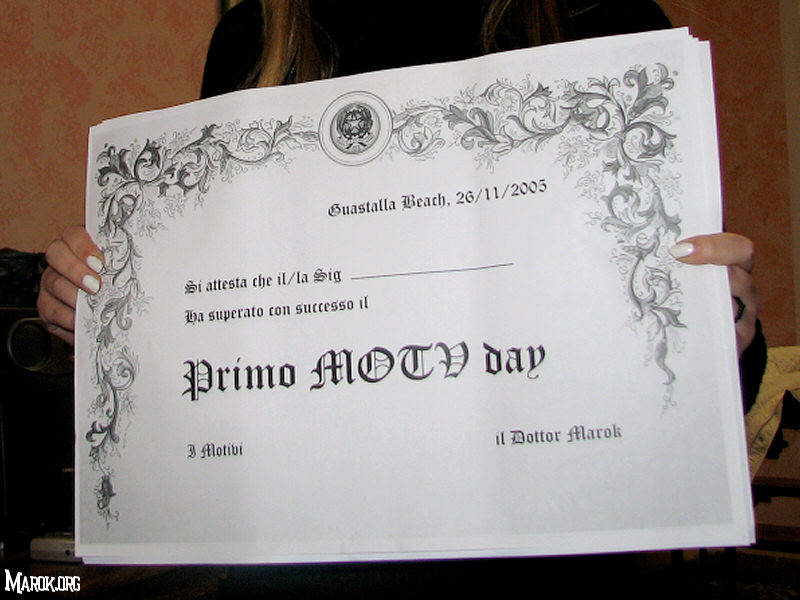 Guastalla Beach, 26/11/2005
Si attesta che il/la Sig ____________
Ha superato con successo il
Primo MOTV day
I Motivi
il Dottor Marok
Marok.org